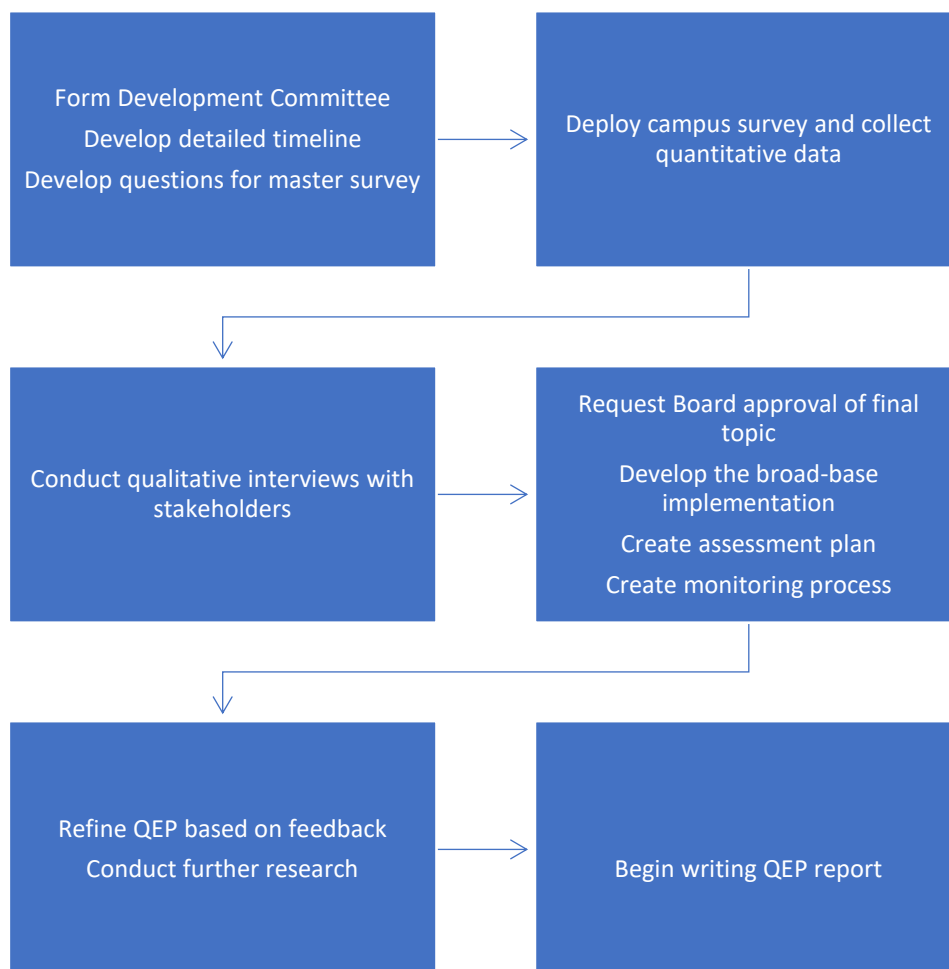 Form Development Committee
Develop detailed timeline
Develop questions for master survey
Deploy campus survey and collect
quantitative data
Conduct qualitative interviews with
stakeholders
Request Board approval of final
topic
Develop the broad-base
implementation
Create assessment plan
Create monitoring process
Refine QEP based on feedback
Conduct further research
Begin writing QEP report